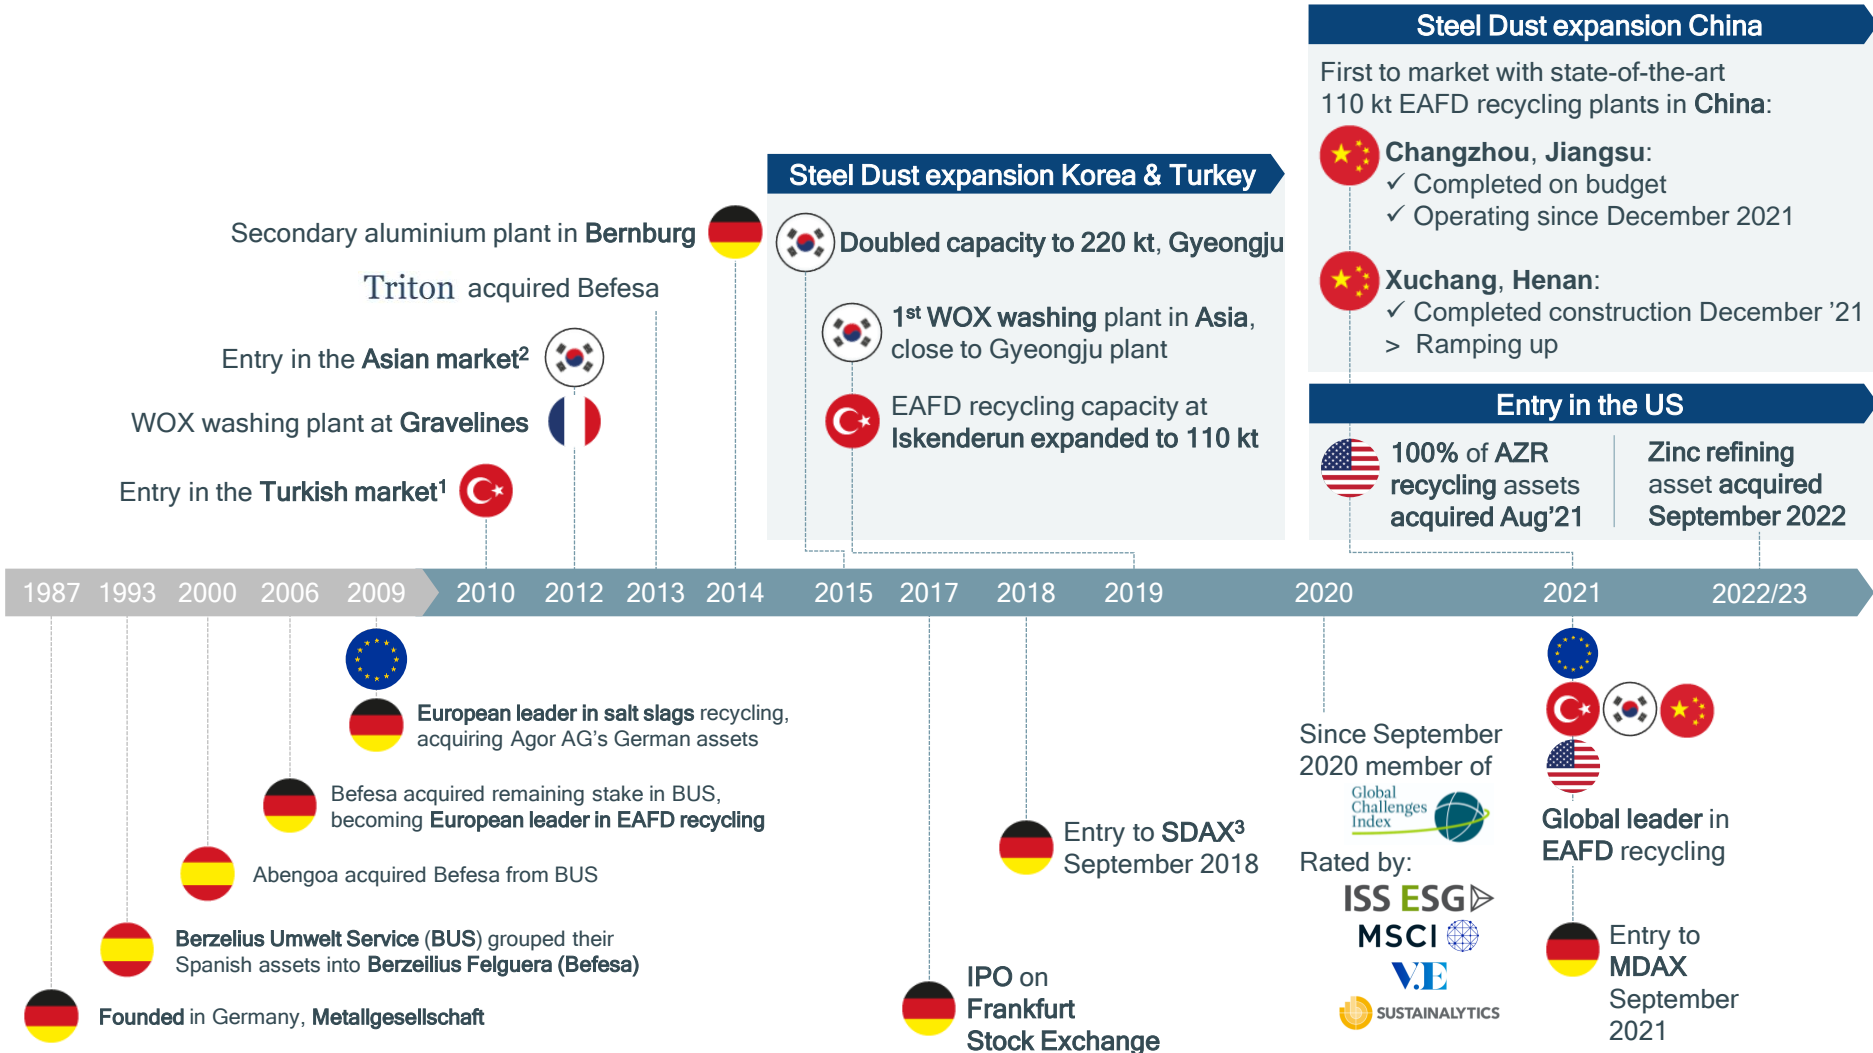 Steel Dust expansion China
First to market with state-of-the-art
110 kt EAFD recycling plants in China:
Changzhou, Jiangsu:
✓ Completed on budget
✓ Operating since December 2021
Xuchang, Henan:
✓ Completed construction December ’21
> Ramping up
Steel Dust expansion Korea & Turkey
Doubled capacity to 220 kt, Gyeongju
1st WOX washing plant in Asia,
close to Gyeongju plant
EAFD recycling capacity at
Iskenderun expanded to 110 kt
Secondary aluminium plant in Bernburg
Triton acquired Befesa
Entry in the Asian market2
WOX washing plant at Gravelines
Entry in the Turkish market1
Entry in the US
100% of AZR
recycling assets
acquired Aug’21
Zinc refining
asset acquired
September 2022
1987 1993 2000 2006 2009 2010 2012 2013 2014 2015 2017 2018 2019 2020 2021 2022/23
European leader in salt slags recycling,
acquiring Agor AG’s German assets
Befesa acquired remaining stake in BUS,
becoming European leader in EAFD recycling
Abengoa acquired Befesa from BUS
Berzelius Umwelt Service (BUS) grouped their
Spanish assets into Berzeilius Felguera (Befesa)
Founded in Germany, Metallgesellschaft
IPO on
Frankfurt
Stock Exchange
Entry to SDAX3
September 2018
Since September
2020 member of
Global
Challenges
Index
Rated by:
ISS ESG
MSCI
V.E
SUSTAINALYTICS
Global leader in
EAFD recycling
Entry to
MDAX
September
2021